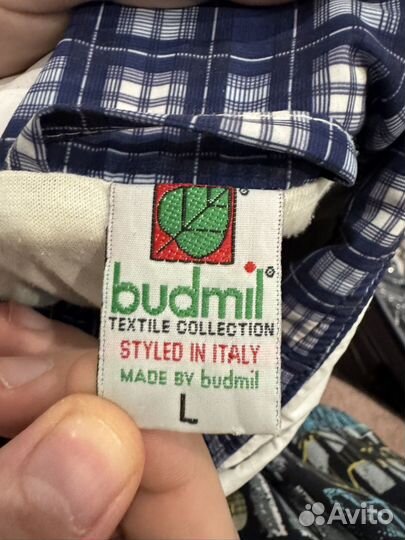 budmil®
TEXTILE COLLECTION
STYLED IN ITALY
MADE BY budmil
L
Avito